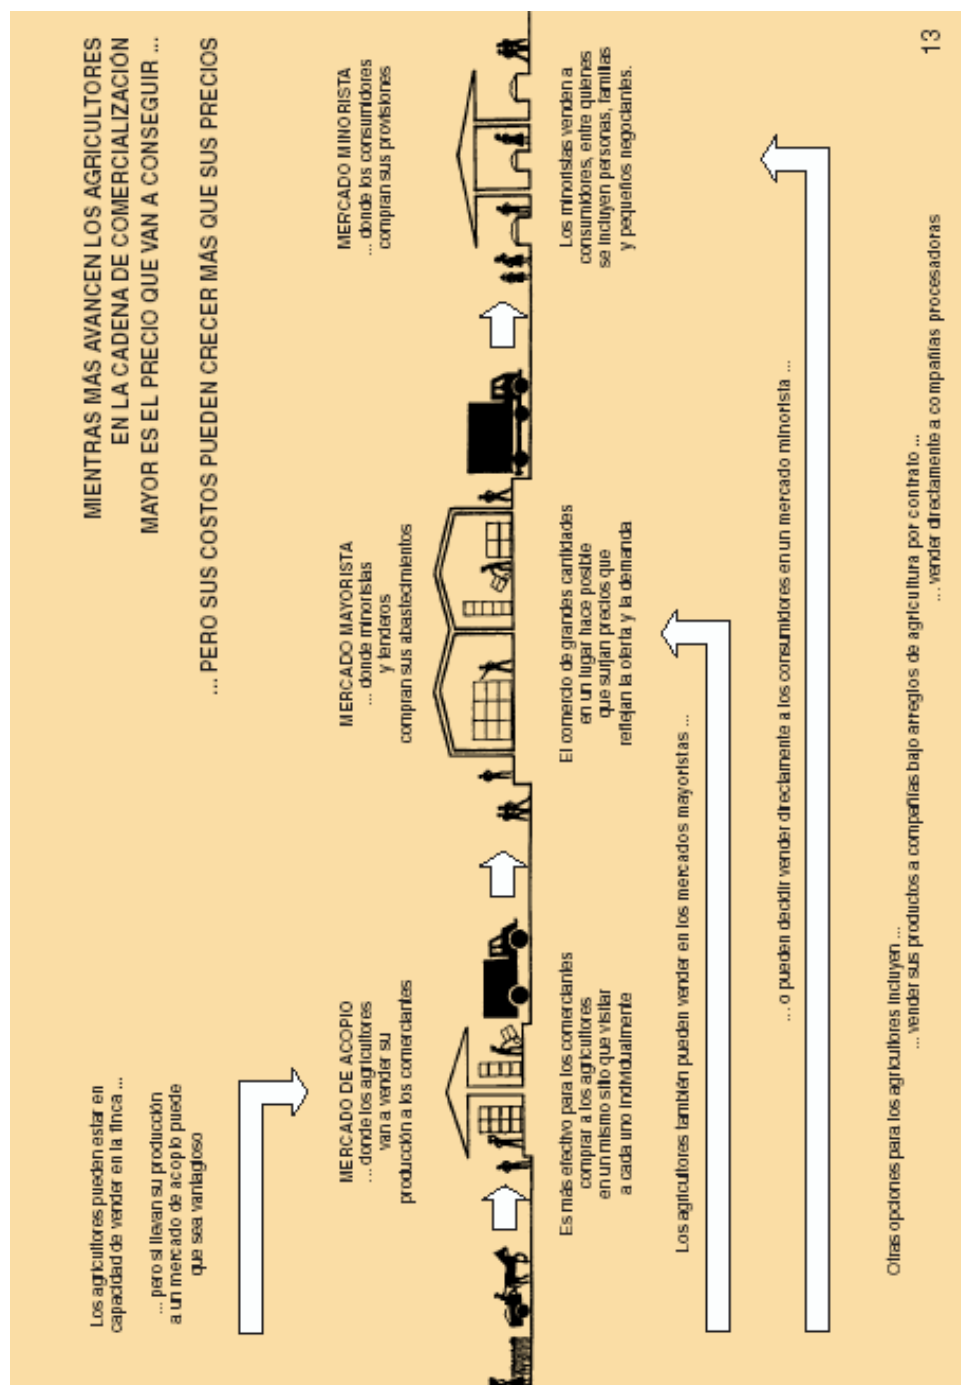 MIENTRAS MÁS AVANCEN LOS AGRICULTORES
EN LA CADENA DE COMERCIALIZACIÓN
MAYOR ES EL PRECIO QUE VAN A CONSEGUIR ...
... PERO SUS COSTOS PUEDEN CRECER MÁS QUE SUS PRECIOS
Los agricultores pueden estar en
capacidad de vender en la finca ...
... pero si llevan su producción
a un mercado de acopio puede
que sea vantagioso
MERCADO DE ACOPIO
... donde los agricultores
van a vender su
producción a los comerciantes
MERCADO MAYORISTA
... donde minoristas
y tenderos
compran sus abastecimientos
MERCADO MINORISTA
... donde los consumidores
compran sus provisiones
Es más efectivo para los comerciantes
comprar a los agricultores
en un mismo sitio que visitar
a cada uno individualmente
El comercio de grandes cantidades
en un lugar hace posible
que surjan precios que
reflejan la oferta y la demanda
Los minoristas venden a
consumidores, entre quienes
se incluyen personas, familias
y pequeños negociantes.
Los agricultores también pueden vender en los mercados mayoristas ...
... o pueden decidir vender directamente a los consumidores en un mercado minorista ...
Otras opciones para los agricultores incluyen ...
... vender sus productos a compañías bajo arreglos de agricultura por contrato ...
... vender directamente a compañías procesadoras
13